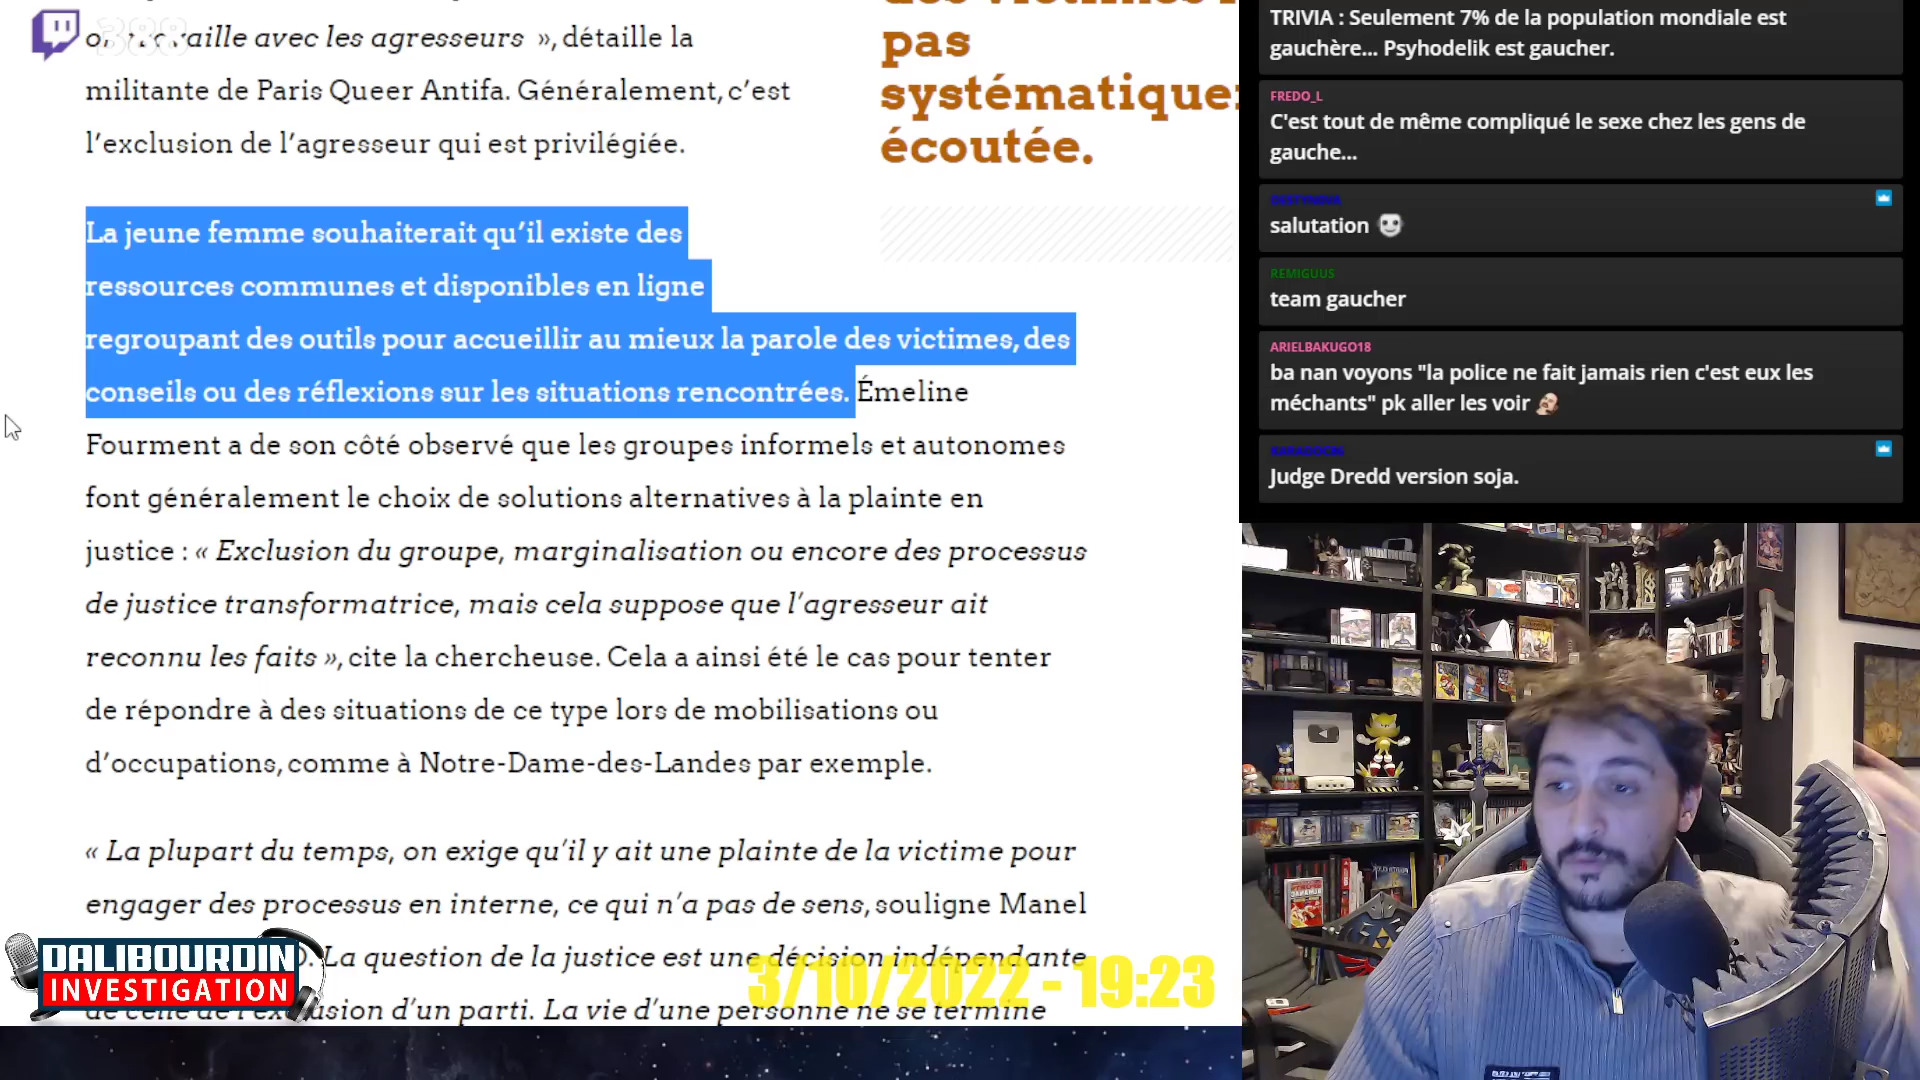 388
avec les agresseurs », détaille la
militante de Paris Queer Antifa. Généralement, c’est
l’exclusion de l’agresseur qui est privilégiée.
La jeune femme souhaiterait qu’il existe des
ressources communes et disponibles en ligne
regroupant des outils pour accueillir au mieux la parole des victimes, des
conseils ou des réflexions sur les situations rencontrées. Émeline
Fourment a de son côté observé que les groupes informels et autonomes
font généralement le choix de solutions alternatives à la plainte en
justice : « Exclusion du groupe, marginalisation ou encore des processus
de justice transformatrice, mais cela suppose que l’agresseur ait
reconnu les faits », cite la chercheuse. Cela a ainsi été le cas pour tenter
de répondre à des situations de ce type lors de mobilisations ou
d’occupations, comme à Notre-Dame-des-Landes par exemple.
« La plupart du temps, on exige qu’il y ait une plainte de la victime pour
engager des processus en interne, ce qui n’a pas de sens, souligne Manel
La question de la justice est une décision indépendante
d’un parti. La vie d’une personne ne se termine
pas
écoutée.
DALIBOURDIN
INVESTIGATION
3/10/2022 - 19:23
TRIVIA : Seulement 7% de la population mondiale est
gauchère... Psyhodelik est gaucher.
FREDO_L
C'est tout de même compliqué le sexe chez les gens de
gauche...
salutation
REMIGUUS
team gaucher
ARIELBAKUGO18
ba nan voyons "la police ne fait jamais rien c'est eux les
méchants" pk aller les voir
Judge Dredd version soja.